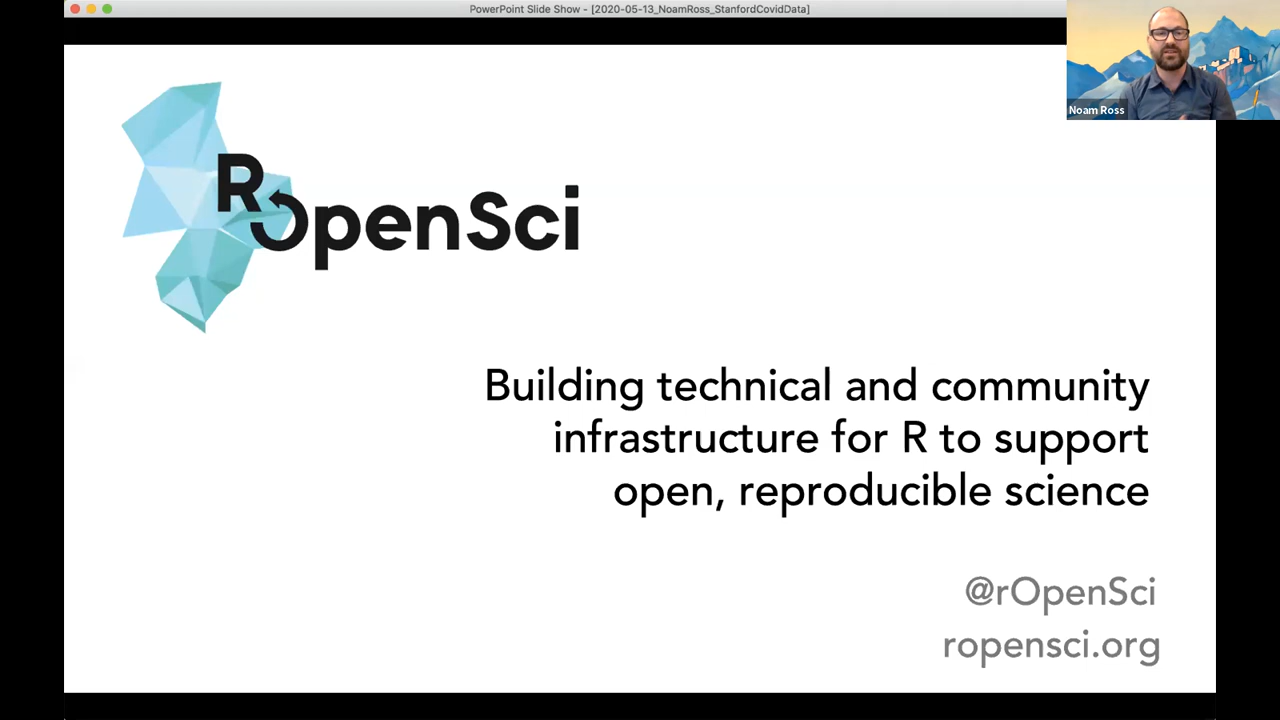 PowerPoint Slide Show - [2020-05-13_NoamRoss_StanfordCovidData]
Noam Ross
ROpenSci
Building technical and community
infrastructure for R to support
open, reproducible science
@rOpenSci
ropensci.org